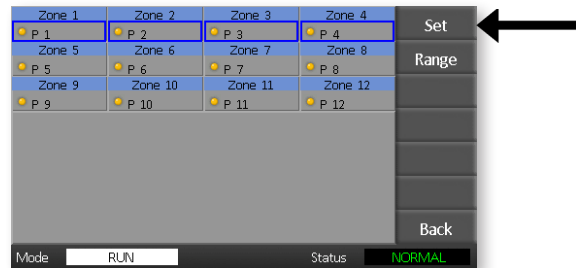 Zone 1 Zone 2 Zone 3 Zone 4
P 1 P 2 P 3 P 4
Zone 5 Zone 6 Zone 7 Zone 8
P 5 P 6 P 7 P 8
Zone 9 Zone 10 Zone 11 Zone 12
P 9 P 10 P 11 P 12
Set
Range
Back
Mode RUN Status NORMAL